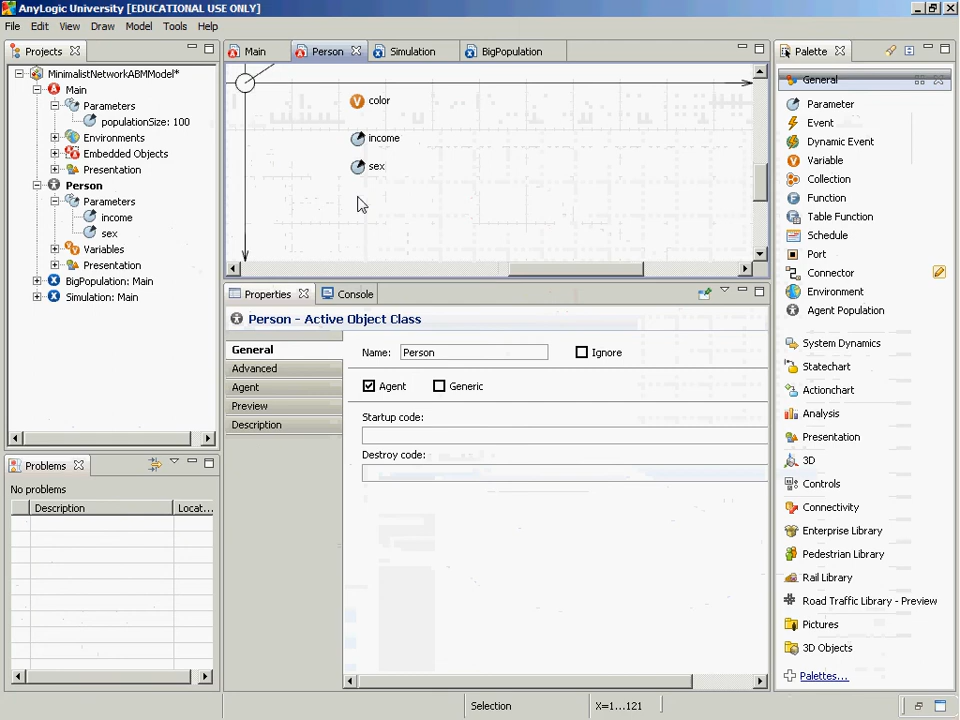 AnyLogic University [EDUCATIONAL USE ONLY]
File Edit View Draw Model Tools Help
Projects
MinimalistNetworkABMModel*
Main
Parameters
populationSize: 100
Environments
Embedded Objects
Presentation
Person
Parameters
income
sex
Variables
Presentation
BigPopulation: Main
Simulation: Main
Problems
No problems
Description Locat...
Main Person Simulation BigPopulation
color
income
sex
Properties Console
Person - Active Object Class
General
Advanced
Agent
Preview
Description
Name: Person Ignore
Agent Generic
Startup code:
Destroy code:
Palette
General
Parameter
Event
Dynamic Event
Variable
Collection
Function
Table Function
Schedule
Port
Connector
Environment
Agent Population
System Dynamics
Statechart
Actionchart
Analysis
Presentation
3D
Controls
Connectivity
Enterprise Library
Pedestrian Library
Rail Library
Road Traffic Library - Preview
Pictures
3D Objects
Palettes...
Selection X=1...121